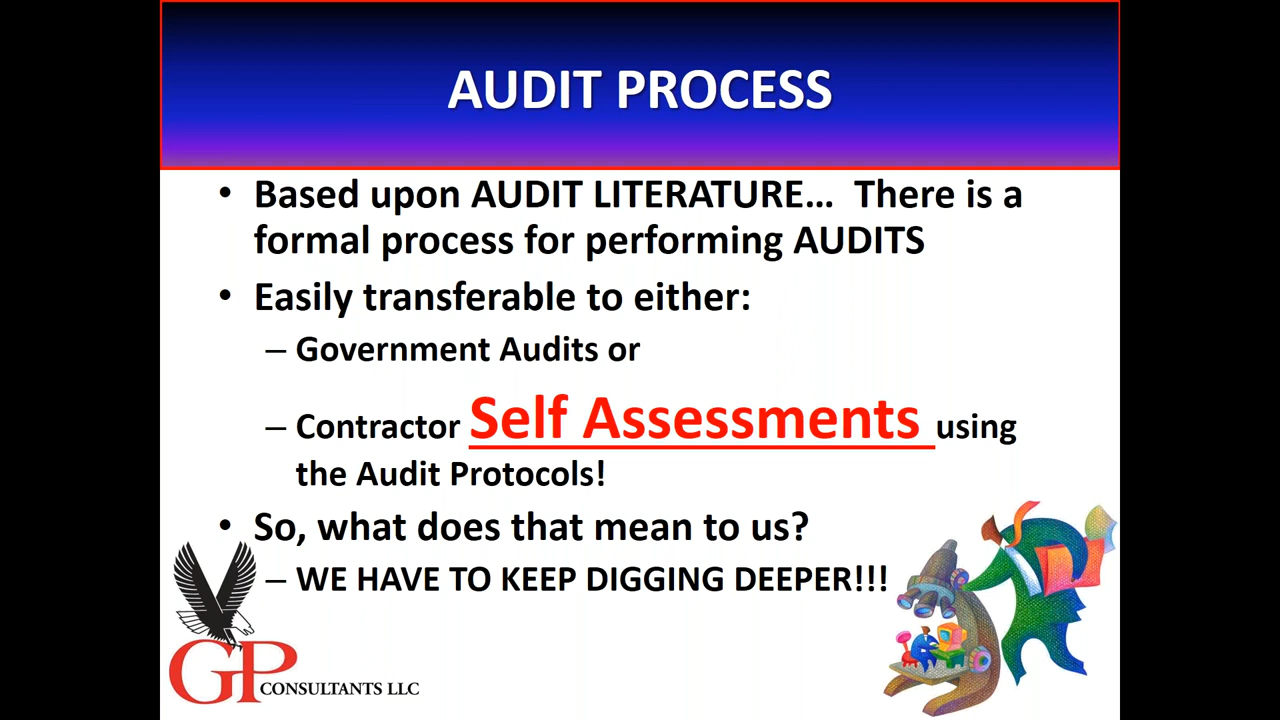 AUDIT PROCESS
• Based upon AUDIT LITERATURE… There is a
formal process for performing AUDITS
• Easily transferable to either:
– Government Audits or
– Contractor Self Assessments using
the Audit Protocols!
• So, what does that mean to us?
– WE HAVE TO KEEP DIGGING DEEPER!!!
GP CONSULTANTS LLC